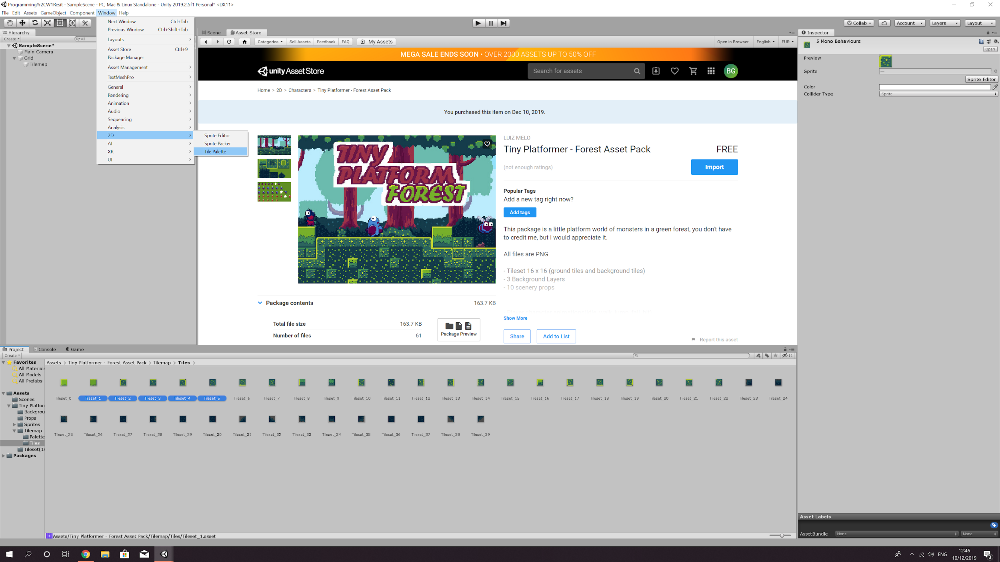 ProgrammingYr2CW1Resit - SampleScene - PC, Mac & Linux Standalone - Unity 2019.2.5f1 Personal* <DX11>
File Edit Assets GameObject Component Window Help
Collab Account Layers Layout
Hierarchy
Create
All
SampleScene*
Main Camera
Grid
Tilemap
Next Window Ctrl+Tab
Previous Window Ctrl+Shift+Tab
Layouts
Asset Store Ctrl+9
Package Manager
Asset Management
TextMeshPro
General
Rendering
Animation
Audio
Sequencing
Analysis
2D
AI
XR
UI
Sprite Editor
Sprite Packer
Tile Palette
Scene Asset Store
Categories Sell Assets Feedback FAQ My Assets Open in Browser English EUR
MEGA SALE ENDS SOON • OVER 2000 ASSETS UP TO 50% OFF
unity Asset Store Search for assets BG
Home > 2D > Characters > Tiny Platformer - Forest Asset Pack
You purchased this item on Dec 10, 2019.
TINY
PLATFORM
FOREST
LUIZ MELO
Tiny Platformer - Forest Asset Pack FREE
(not enough ratings) Import
Popular Tags
Add a new tag right now?
Add tags
This package is a little platform world of monsters in a green forest, you don't have
to credit me, but I would appreciate it.
All files are PNG
- Tileset 16 x 16 (ground tiles and background tiles)
- 3 Background Layers
- 10 scenery props
Show More
Share Add to List Report this asset
Package contents 163.7 KB
Total file size 163.7 KB
Number of files 61
Package Preview
Inspector
5 Mono Behaviours
Open
Preview
Sprite
Sprite Editor
Color
Collider Type Sprite
Project Console Game
Create
11
Favorites
All Materials
All Models
All Prefabs
Assets
Scenes
Tiny Platfor
Backgrou
Props
Sprites
Tilemap
Palette
Tiles
Tileset(1
Packages
Assets > Tiny Platformer - Forest Asset Pack > Tilemap > Tiles >
Tileset_0 Tileset_1 Tileset_2 Tileset_3 Tileset_4 Tileset_5 Tileset_6 Tileset_7 Tileset_8 Tileset_9 Tileset_10 Tileset_11 Tileset_12 Tileset_13 Tileset_14 Tileset_15 Tileset_16 Tileset_17 Tileset_18 Tileset_19 Tileset_20 Tileset_21 Tileset_22 Tileset_23 Tileset_24
Tileset_25 Tileset_26 Tileset_27 Tileset_28 Tileset_29 Tileset_30 Tileset_31 Tileset_32 Tileset_33 Tileset_34 Tileset_35 Tileset_36 Tileset_37 Tileset_38 Tileset_39
Assets/Tiny Platformer - Forest Asset Pack/Tilemap/Tiles/Tileset_1.asset
Asset Labels
AssetBundle None None
ENG
12:46
10/12/2019
3